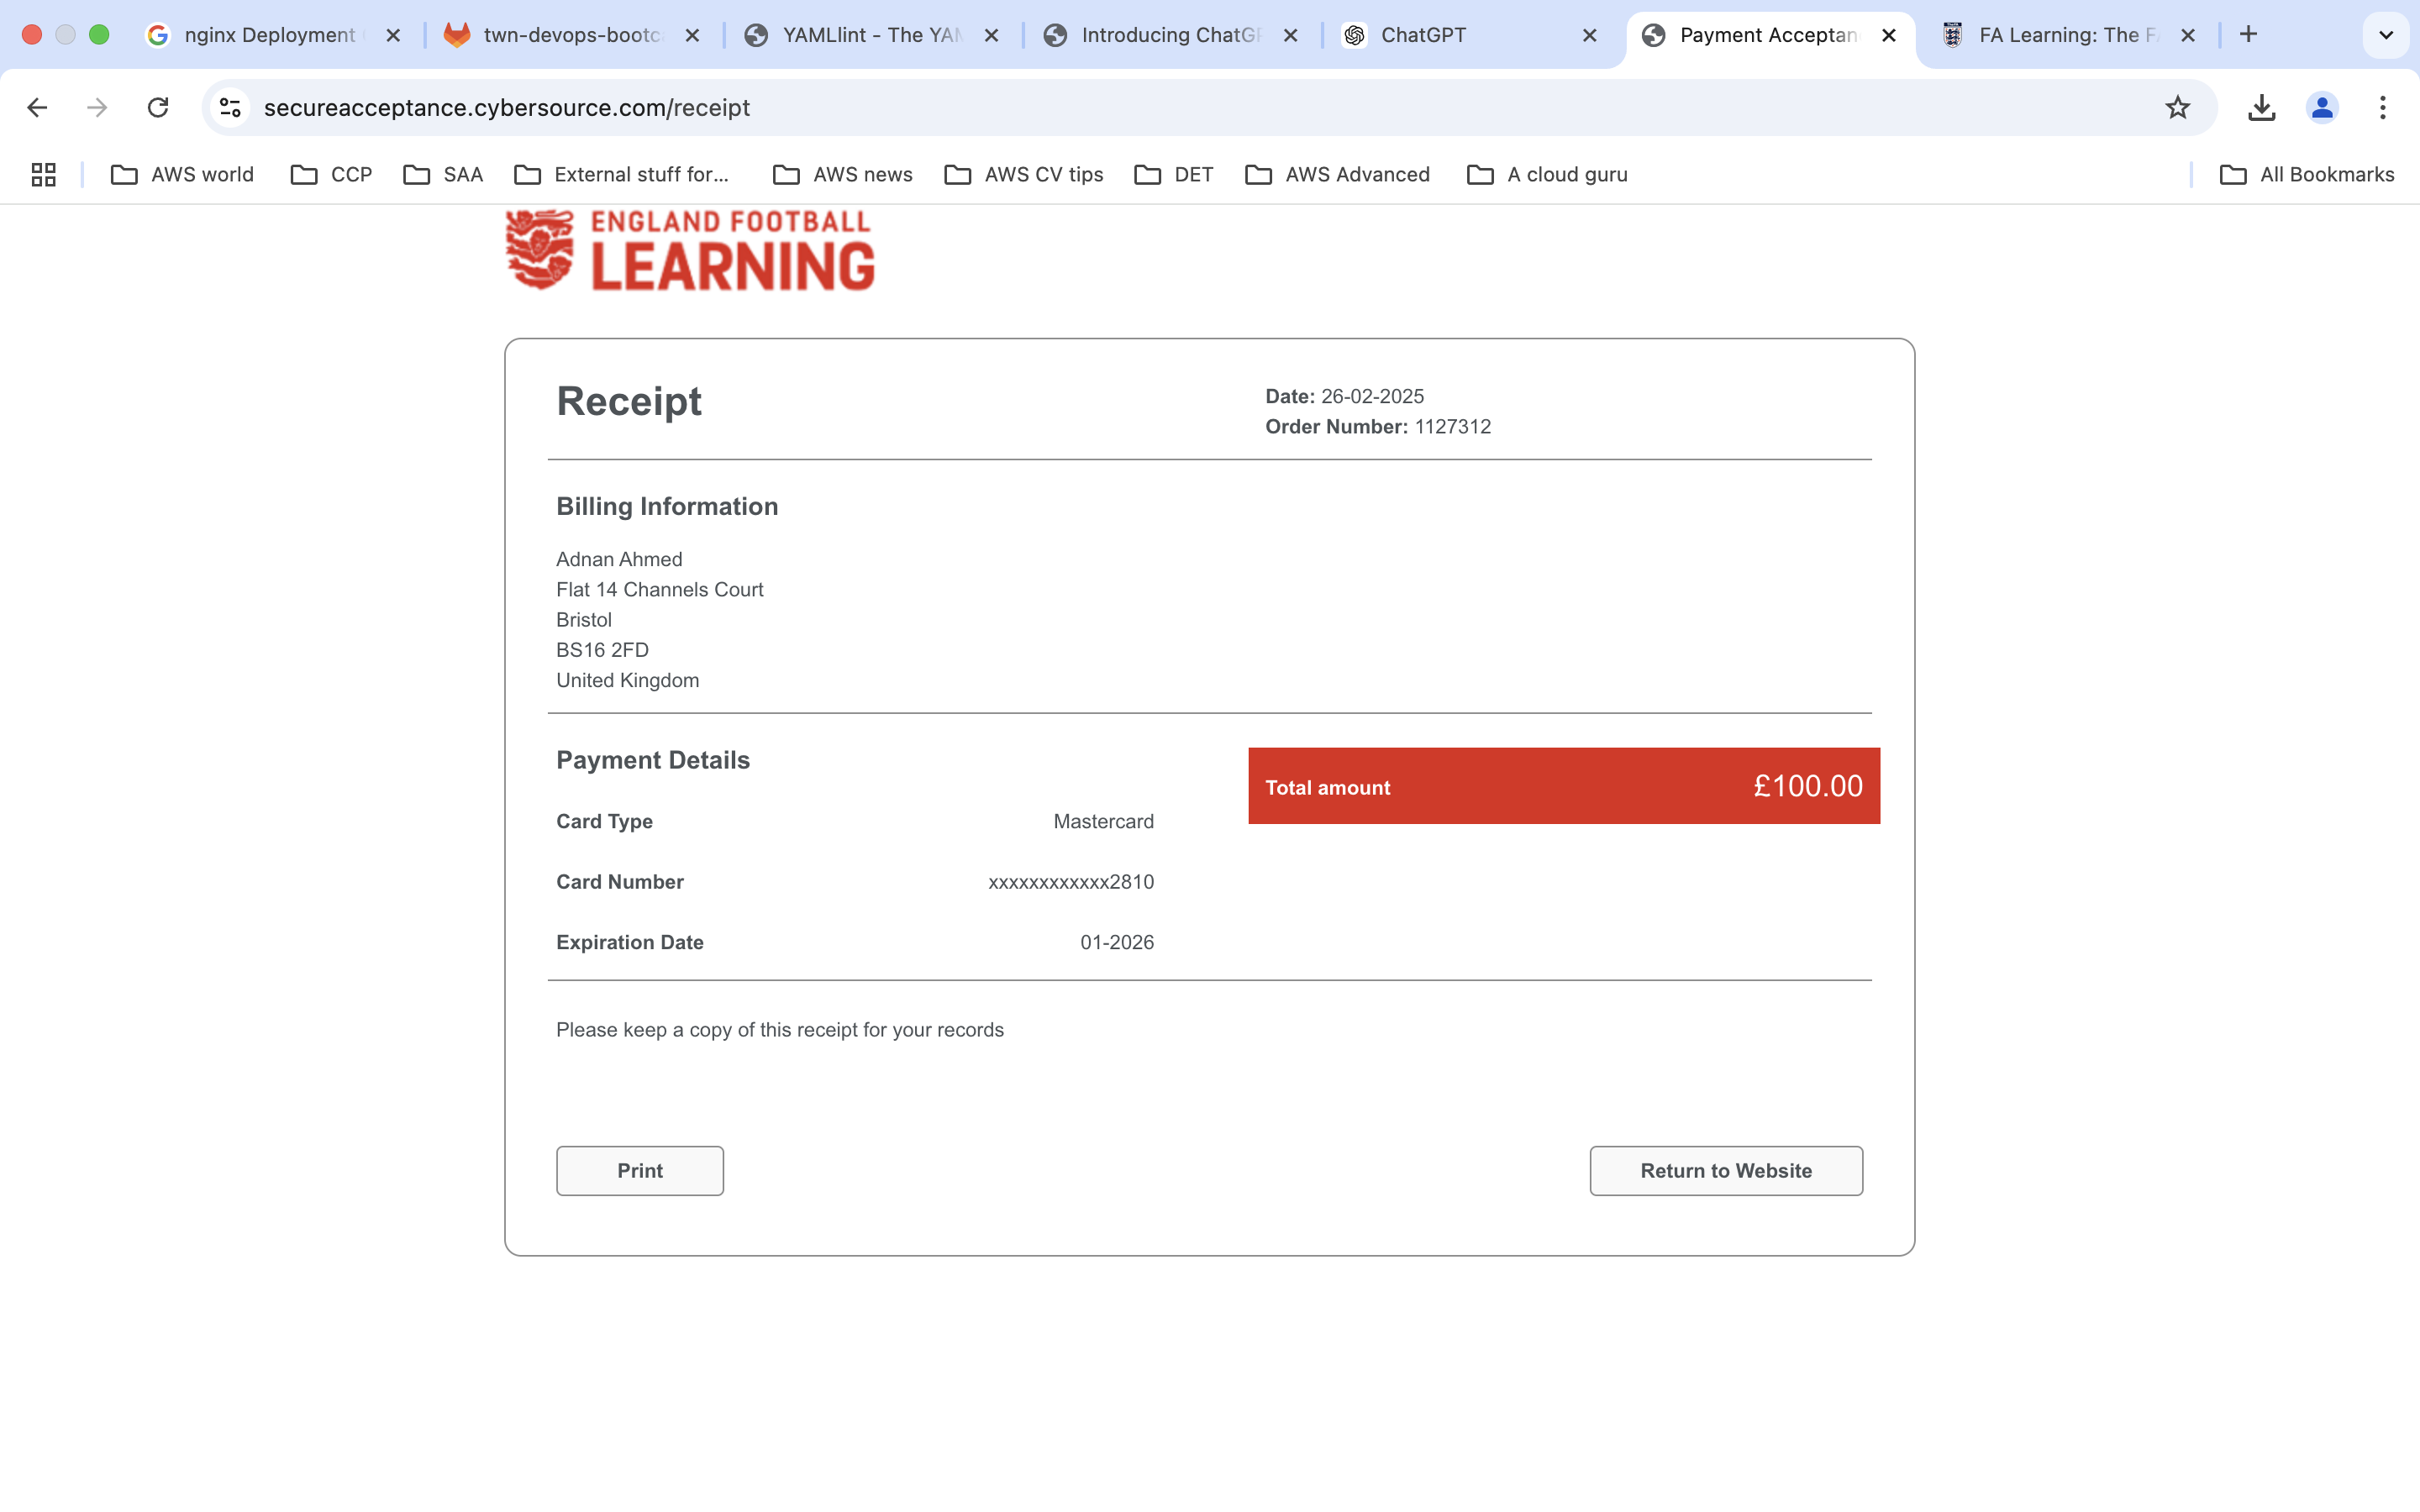 nginx Deployment
twn-devops-bootc
YAMLlint - The YAM
Introducing ChatGP
ChatGPT
Payment Acceptan
FA Learning: The F
secureacceptance.cybersource.com/receipt
AWS world
CCP
SAA
External stuff for...
AWS news
AWS CV tips
DET
AWS Advanced
A cloud guru
All Bookmarks
ENGLAND FOOTBALL
LEARNING
Receipt
Date: 26-02-2025
Order Number: 1127312
Billing Information
Adnan Ahmed
Flat 14 Channels Court
Bristol
BS16 2FD
United Kingdom
Payment Details
Total amount £100.00
Card Type Mastercard
Card Number xxxxxxxxxxxx2810
Expiration Date 01-2026
Please keep a copy of this receipt for your records
Print
Return to Website